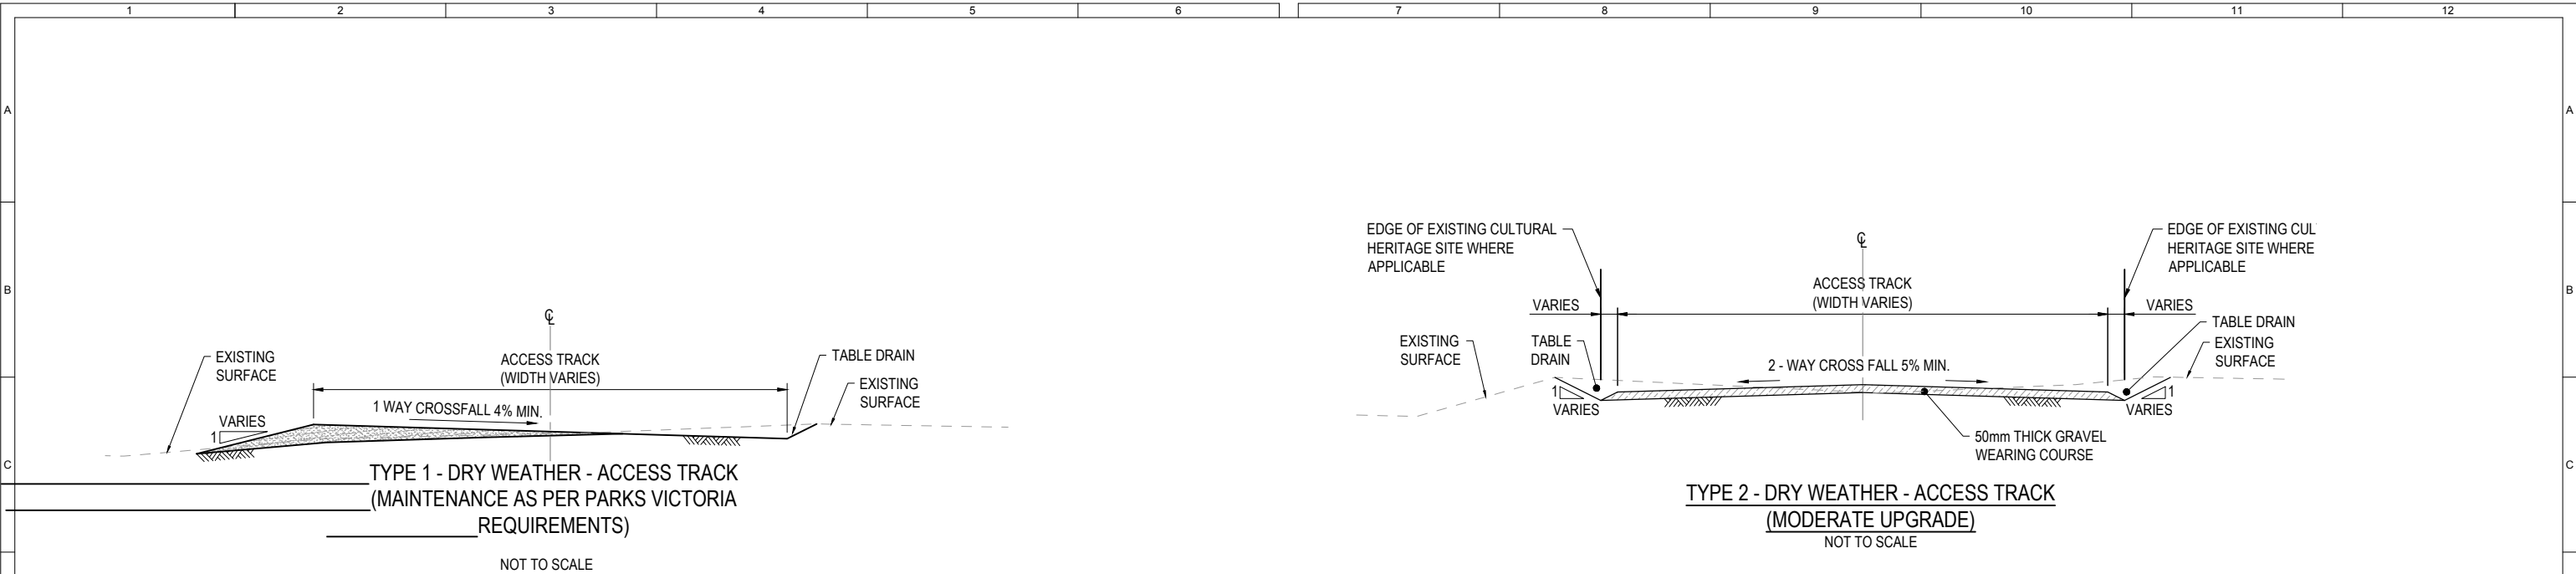 1 2 3 4 5 6 7 8 9 10 11 12
A A
B B
C C
EXISTING
SURFACE
VARIES
1
℄
ACCESS TRACK
(WIDTH VARIES)
1 WAY CROSSFALL 4% MIN.
TABLE DRAIN
EXISTING
SURFACE
TYPE 1 - DRY WEATHER - ACCESS TRACK
(MAINTENANCE AS PER PARKS VICTORIA
REQUIREMENTS)
NOT TO SCALE
EDGE OF EXISTING CULTURAL
HERITAGE SITE WHERE
APPLICABLE
VARIES
EXISTING
SURFACE
TABLE
DRAIN
1
VARIES
℄
ACCESS TRACK
(WIDTH VARIES)
2 - WAY CROSS FALL 5% MIN.
EDGE OF EXISTING CUL
HERITAGE SITE WHERE
APPLICABLE
VARIES
TABLE DRAIN
EXISTING
SURFACE
1
VARIES
50mm THICK GRAVEL
WEARING COURSE
TYPE 2 - DRY WEATHER - ACCESS TRACK
(MODERATE UPGRADE)
NOT TO SCALE